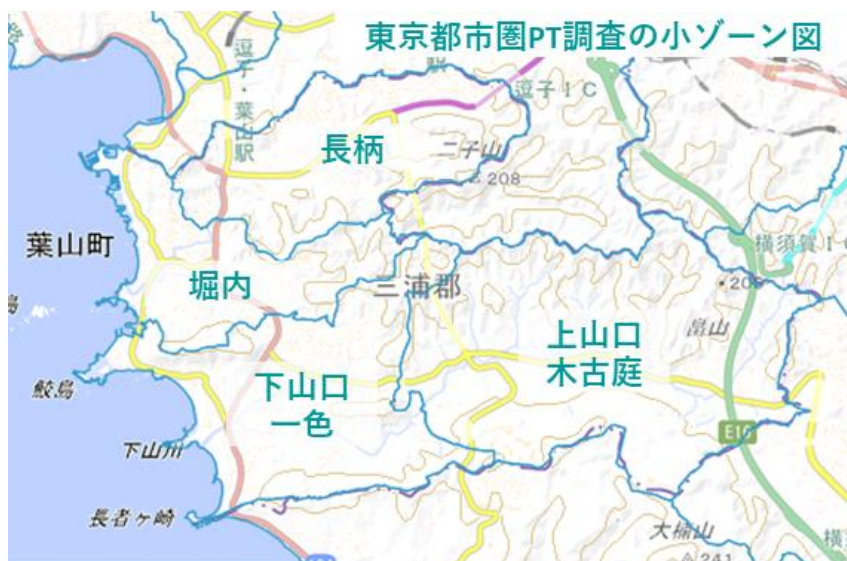 東京都市圏PT調査の小ゾーン図
逗子・葉山駅
逗子IC
長柄
二子山
208
葉山町
横須賀I
堀内
三浦郡
上山口
木古庭
畠山
下山口
一色
鮫島
下山川
E16
長者ヶ崎
大楠山
241